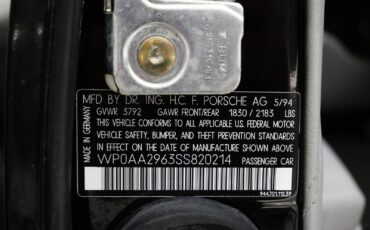 MFD BY DR. ING. H.C. F. PORSCHE AG 5/94
GVWR 3792 GAWR FRONT/REAR 1830 / 2183 LBS
THIS VEHICLE CONFORMS TO ALL APPLICABLE U.S. FEDERAL MOTOR VEHICLE
SAFETY, BUMPER, AND THEFT PREVENTION STANDARDS
IN EFFECT ON THE DATE OF MANUFACTURE SHOWN ABOVE
WP0AA2963SS820214 PASSENGER CAR
MADE IN GERMANY